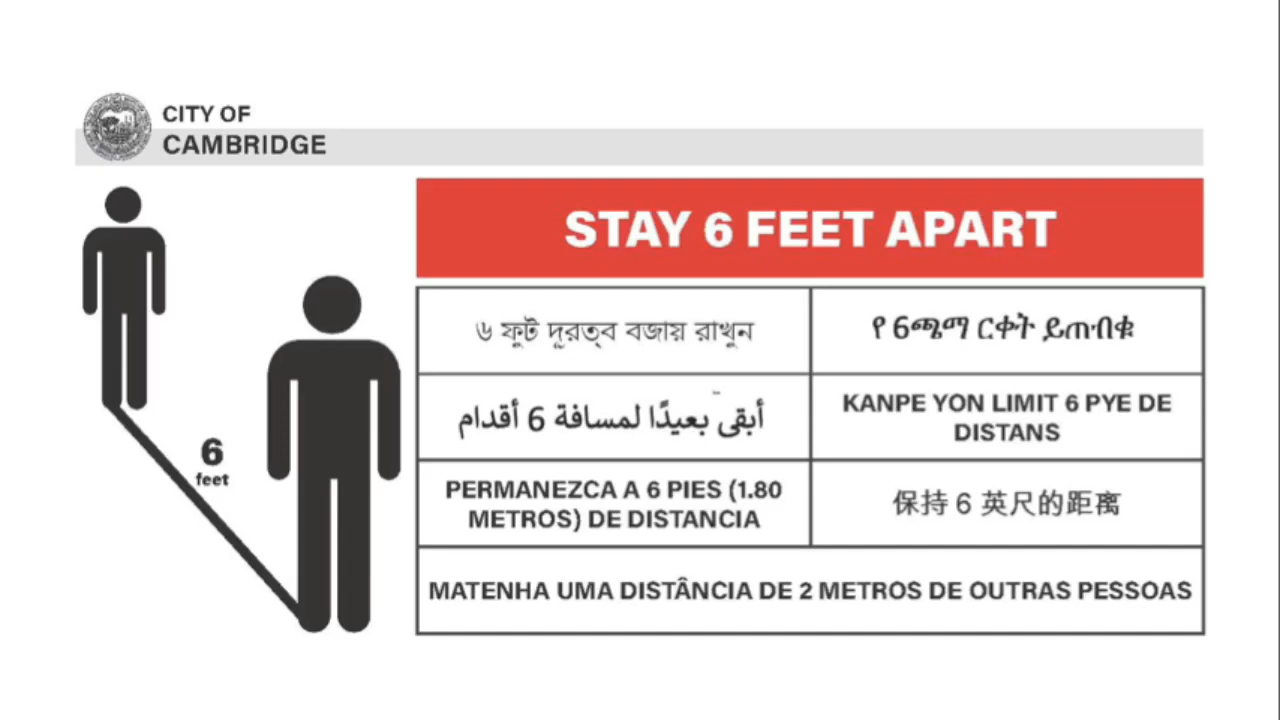 CITY OF
CAMBRIDGE
STAY 6 FEET APART
৬ ফুট দূরত্ব বজায় রাখুন
የ 6ጫማ ርቀት ይጠብቁ
أبقى بعيدًا لمسافة 6 أقدام
KANPE YON LIMIT 6 PYE DE
DISTANS
PERMANEZCA A 6 PIES (1.80
METROS) DE DISTANCIA
保持 6 英尺的距离
MATENHA UMA DISTÂNCIA DE 2 METROS DE OUTRAS PESSOAS
6
feet